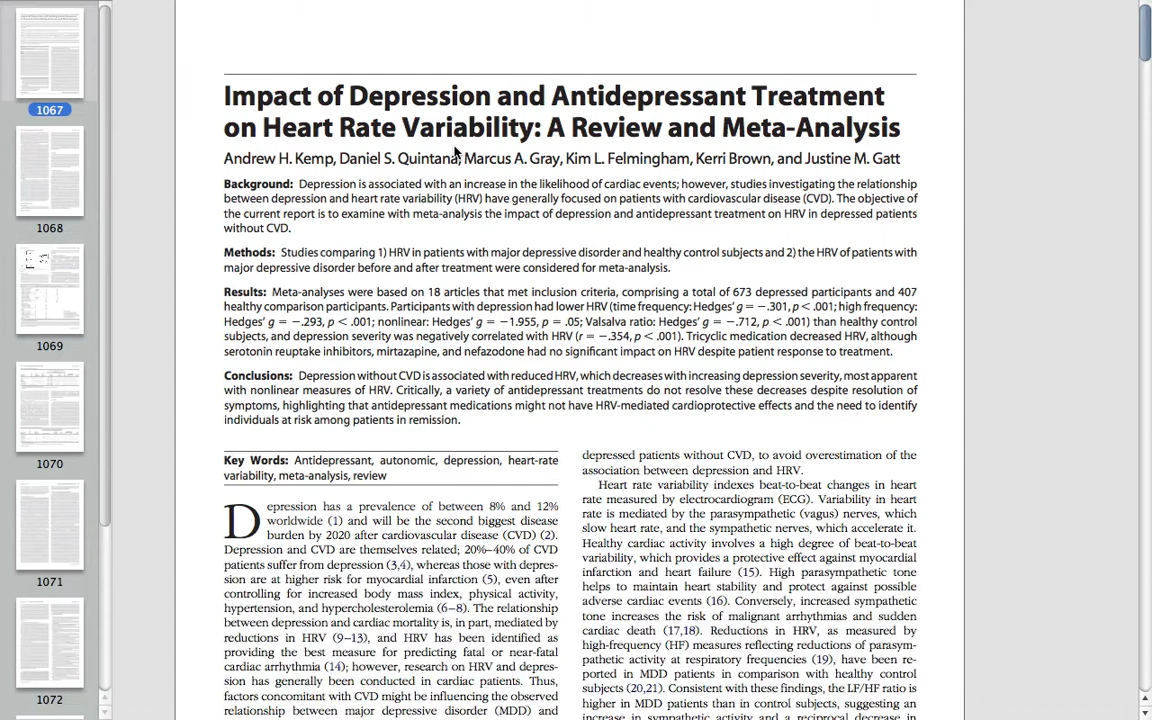 Impact of Depression and Antidepressant Treatment
on Heart Rate Variability: A Review and Meta-Analysis
Andrew H. Kemp, Daniel S. Quintana, Marcus A. Gray, Kim L. Felmingham, Kerri Brown, and Justine M. Gatt
Background: Depression is associated with an increase in the likelihood of cardiac events; however, studies investigating the relationship
between depression and heart rate variability (HRV) have generally focused on patients with cardiovascular disease (CVD). The objective of
the current report is to examine with meta-analysis the impact of depression and antidepressant treatment on HRV in depressed patients
without CVD.
Methods: Studies comparing 1) HRV in patients with major depressive disorder and healthy control subjects and 2) the HRV of patients with
major depressive disorder before and after treatment were considered for meta-analysis.
Results: Meta-analyses were based on 18 articles that met inclusion criteria, comprising a total of 673 depressed participants and 407
healthy comparison participants. Participants with depression had lower HRV (time frequency: Hedges' g = −.301, p < .001; high frequency:
Hedges' g = −.293, p < .001; nonlinear: Hedges' g = −1.955, p = .05; Valsalva ratio: Hedges' g = −.712, p < .001) than healthy control
subjects, and depression severity was negatively correlated with HRV (r = −.354, p < .001). Tricyclic medication decreased HRV, although
serotonin reuptake inhibitors, mirtazapine, and nefazodone had no significant impact on HRV despite patient response to treatment.
Conclusions: Depression without CVD is associated with reduced HRV, which decreases with increasing depression severity, most apparent
with nonlinear measures of HRV. Critically, a variety of antidepressant treatments do not resolve these decreases despite resolution of
symptoms, highlighting that antidepressant medications might not have HRV-mediated cardioprotective effects and the need to identify
individuals at risk among patients in remission.
Key Words: Antidepressant, autonomic, depression, heart-rate
variability, meta-analysis, review
Depression has a prevalence of between 8% and 12%
worldwide (1) and will be the second biggest disease
burden by 2020 after cardiovascular disease (CVD) (2).
Depression and CVD are themselves related; 20%–40% of CVD
patients suffer from depression (3,4), whereas those with depres-
sion are at higher risk for myocardial infarction (5), even after
controlling for increased body mass index, physical activity,
hypertension, and hypercholesterolemia (6–8). The relationship
between depression and cardiac mortality is, in part, mediated by
reductions in HRV (9–13), and HRV has been identified as
providing the best measure for predicting fatal or near-fatal
cardiac arrhythmia (14); however, research on HRV and depres-
sion has generally been conducted in cardiac patients. Thus,
factors concomitant with CVD might be influencing the observed
relationship between major depressive disorder (MDD) and
depressed patients without CVD, to avoid overestimation of the
association between depression and HRV.
Heart rate variability indexes beat-to-beat changes in heart
rate measured by electrocardiogram (ECG). Variability in heart
rate is mediated by the parasympathetic (vagus) nerves, which
slow heart rate, and the sympathetic nerves, which accelerate it.
Healthy cardiac activity involves a high degree of beat-to-beat
variability, which provides a protective effect against myocardial
infarction and heart failure (15). High parasympathetic tone
helps to maintain heart stability and protect against possible
adverse cardiac events (16). Conversely, increased sympathetic
tone increases the risk of malignant arrhythmias and sudden
cardiac death (17,18). Reductions in HRV, as measured by
high-frequency (HF) measures reflecting reductions of parasym-
pathetic activity at respiratory frequencies (19), have been re-
ported in MDD patients in comparison with healthy control
subjects (20,21). Consistent with these findings, the LF/HF ratio is
higher in MDD patients than in control subjects, suggesting an
increase in sympathetic activity and a reciprocal decrease in
1067
1068
1069
1070
1071
1072